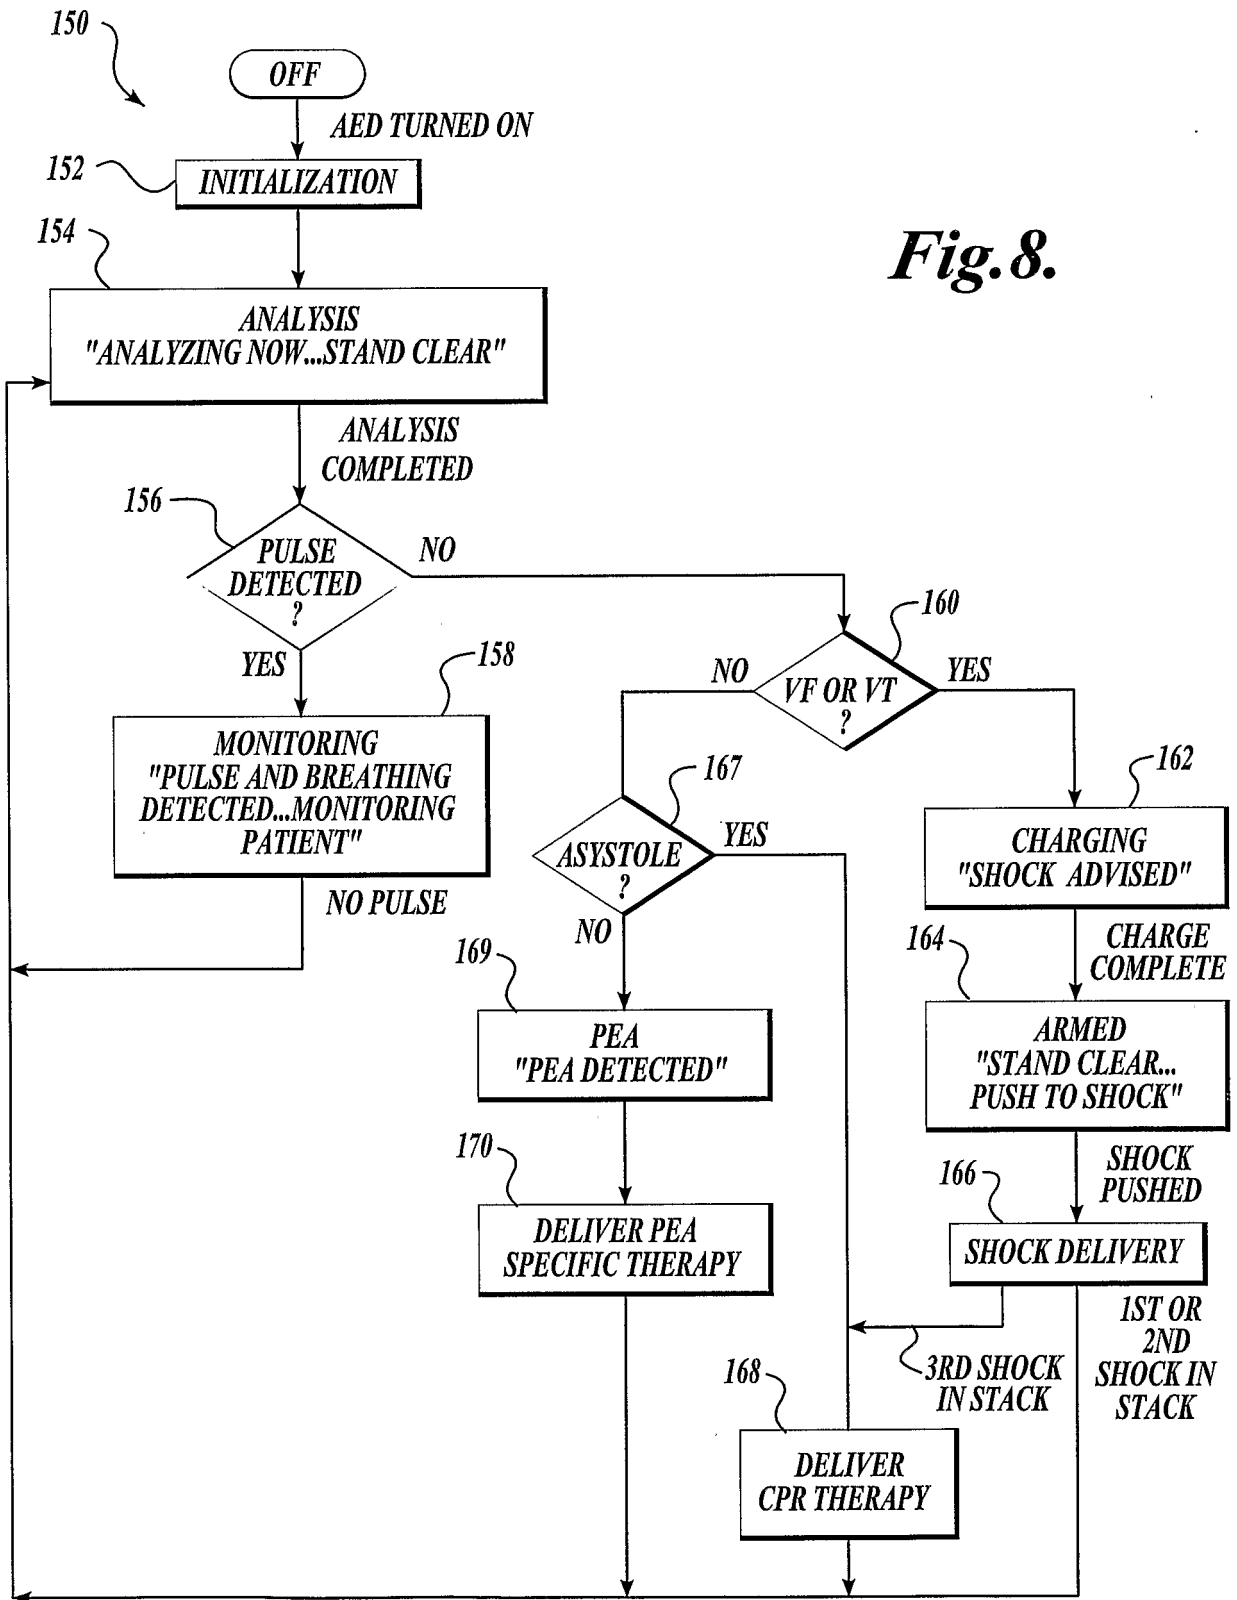 150
OFF
AED TURNED ON
152
INITIALIZATION
154
Fig.8.
ANALYSIS
"ANALYZING NOW...STAND CLEAR"
ANALYSIS
COMPLETED
156
PULSE
DETECTED
?
NO
YES
158
MONITORING
"PULSE AND BREATHING
DETECTED...MONITORING
PATIENT"
NO PULSE
160
NO
VF OR VT
?
YES
167
ASYSTOLE
?
YES
NO
162
CHARGING
"SHOCK ADVISED"
CHARGE
COMPLETE
164
ARMED
"STAND CLEAR...
PUSH TO SHOCK"
SHOCK
PUSHED
169
PEA
"PEA DETECTED"
170
DELIVER PEA
SPECIFIC THERAPY
166
SHOCK DELIVERY
1ST OR
2ND
SHOCK IN
STACK
3RD SHOCK
IN STACK
168
DELIVER
CPR THERAPY